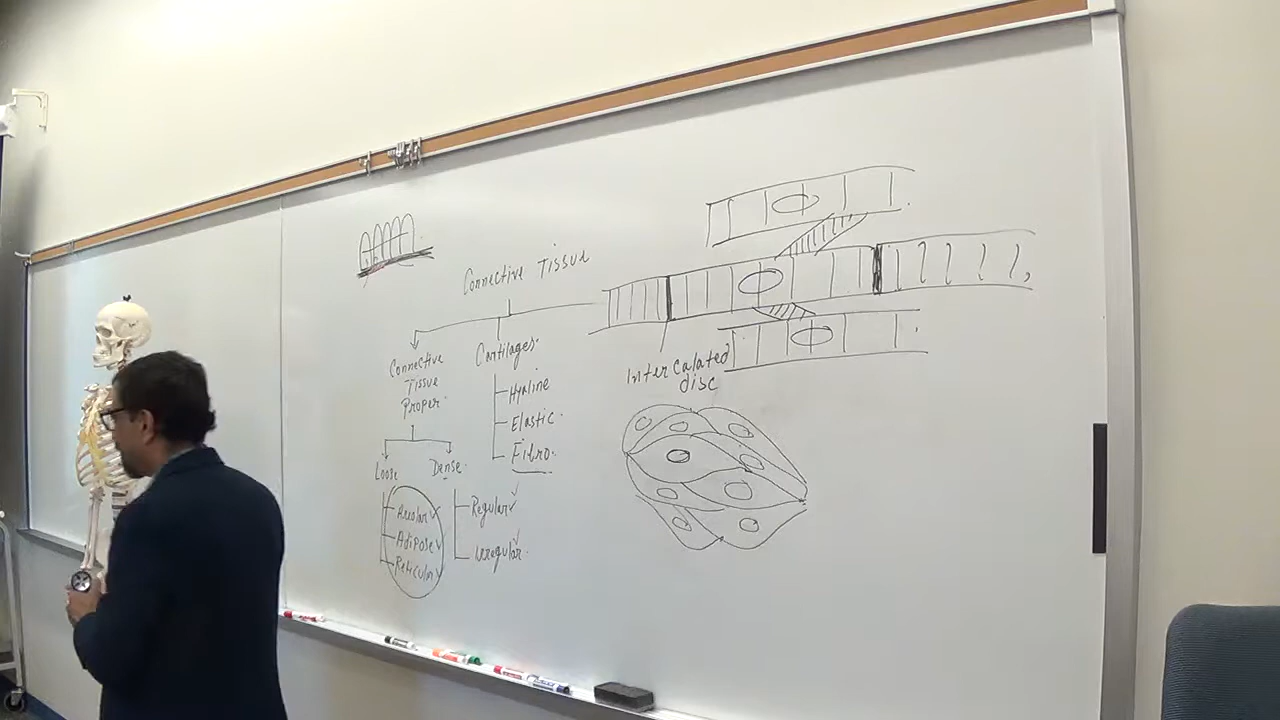 Connective Tissue
Connective
Tissue
Proper
Cartilages
Hyaline
Elastic
Fibro
Loose
Dense
Areolar ✓
Adipose ✓
Reticular ✓
Regular ✓
Irregular ✓
Intercalated
disc